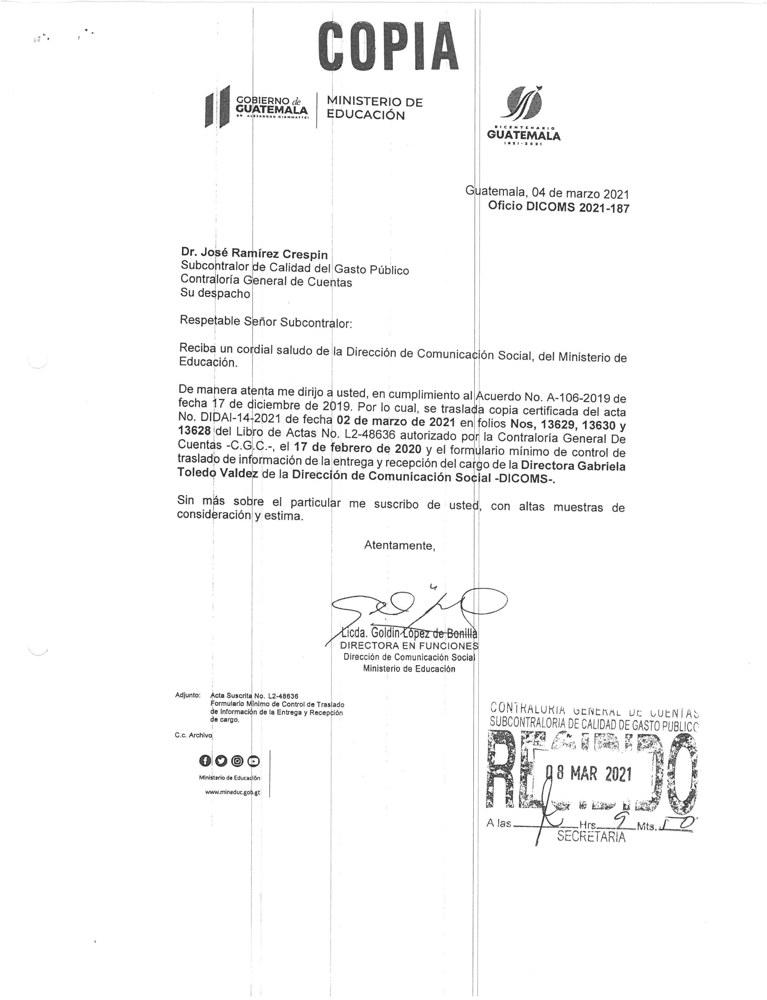 COPIA
GOBIERNO de
GUATEMALA
DR ALEJANDRO GIAMMATTEI
MINISTERIO DE
EDUCACIÓN
BICENTENARIO
GUATEMALA
1821-2021
Guatemala, 04 de marzo 2021
Oficio DICOMS 2021-187
Dr. José Ramírez Crespin
Subcontralor de Calidad del Gasto Público
Contraloría General de Cuentas
Su despacho
Respetable Señor Subcontralor:
Reciba un cordial saludo de la Dirección de Comunicación Social, del Ministerio de
Educación.
De manera atenta me dirijo a usted, en cumplimiento al Acuerdo No. A-106-2019 de
fecha 17 de diciembre de 2019. Por lo cual, se traslada copia certificada del acta
No. DIDAI-14-2021 de fecha 02 de marzo de 2021 en folios Nos, 13629, 13630 y
13628 del Libro de Actas No. L2-48636 autorizado por la Contraloría General De
Cuentas -C.G.C.-, el 17 de febrero de 2020 y el formulario mínimo de control de
traslado de información de la entrega y recepción del cargo de la Directora Gabriela
Toledo Valdez de la Dirección de Comunicación Social -DICOMS-.
Sin más sobre el particular me suscribo de usted, con altas muestras de
consideración y estima.
Atentamente,
Licda. Goldin López de Bonilla
DIRECTORA EN FUNCIONES
Dirección de Comunicación Social
Ministerio de Educación
Adjunto: Acta Suscrita No. L2-48636
Formulario Mínimo de Control de Traslado
de Información de la Entrega y Recepción
de cargo.
C.c. Archivo
Ministerio de Educación
www.mineduc.gob.gt
CONTRALORIA GENERAL DE CUENTAS
SUBCONTRALORIA DE CALIDAD DE GASTO PUBLICO
RECIBIDO
08 MAR 2021
A las Hrs. 9 Mts. 50
SECRETARIA